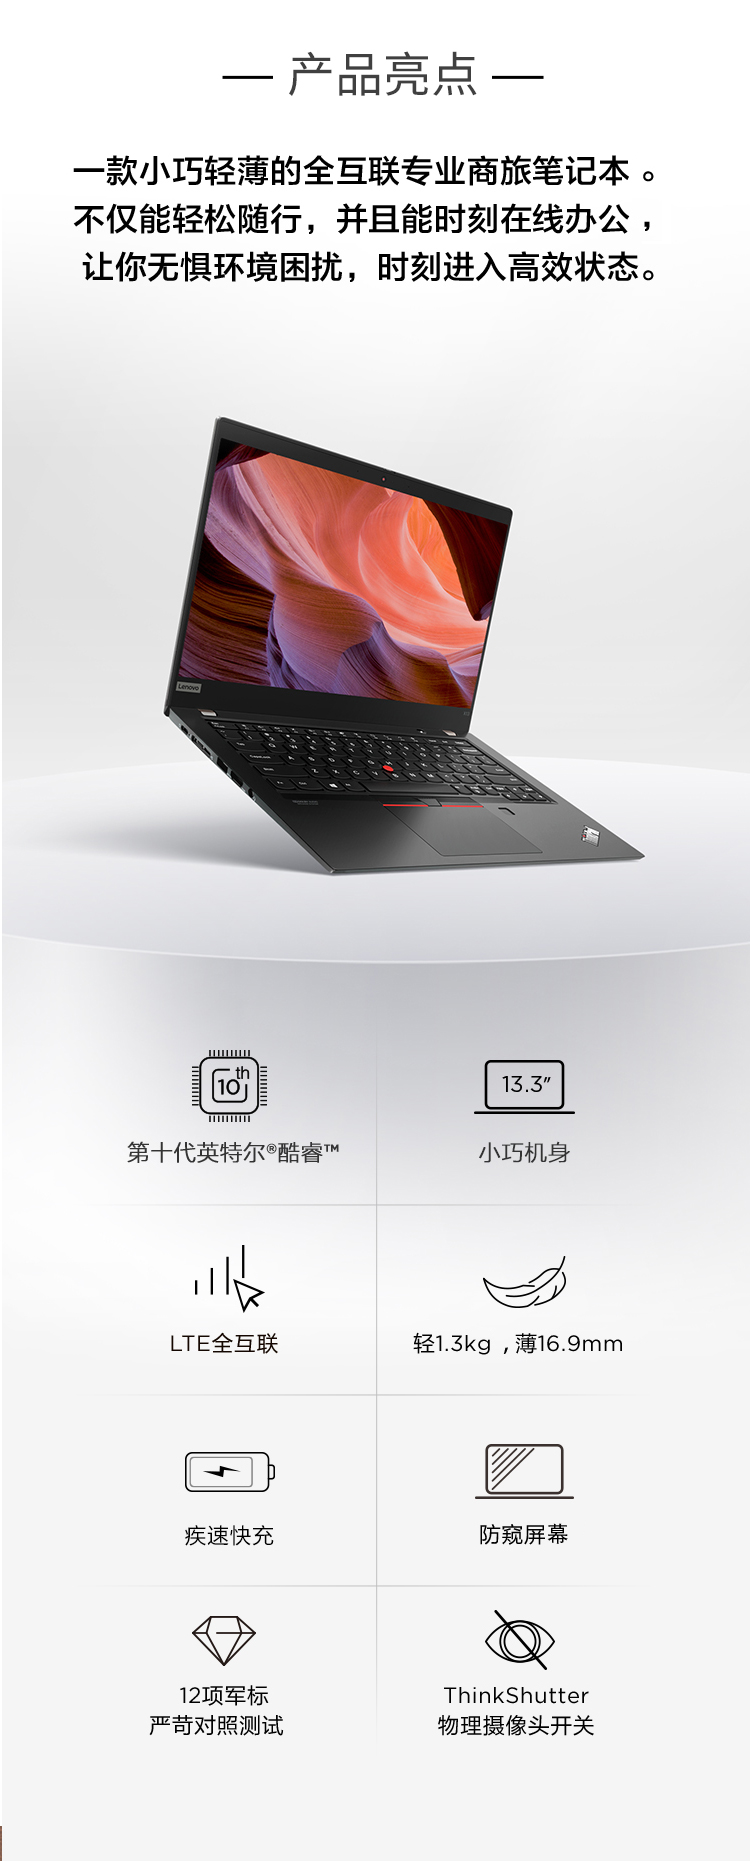 产品亮点
一款小巧轻薄的全互联专业商旅笔记本。
不仅能轻松随行，并且能时刻在线办公，
让你无惧环境困扰，时刻进入高效状态。
Lenovo
10th
13.3″
第十代英特尔®酷睿™
小巧机身
LTE全互联
轻1.3kg，薄16.9mm
疾速快充
防窥屏幕
12项军标
严苛对照测试
ThinkShutter
物理摄像头开关